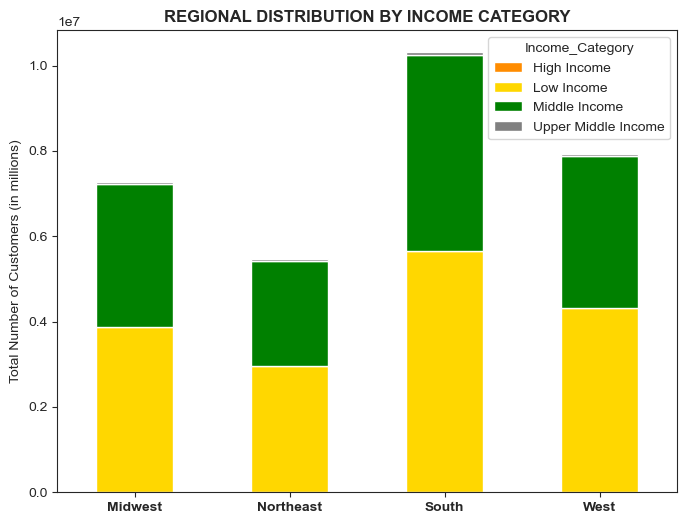 REGIONAL DISTRIBUTION BY INCOME CATEGORY
1e7
Income_Category
High Income
Low Income
Middle Income
Upper Middle Income
Total Number of Customers (in millions)
1.0
0.8
0.6
0.4
0.2
0.0
Midwest Northeast South West